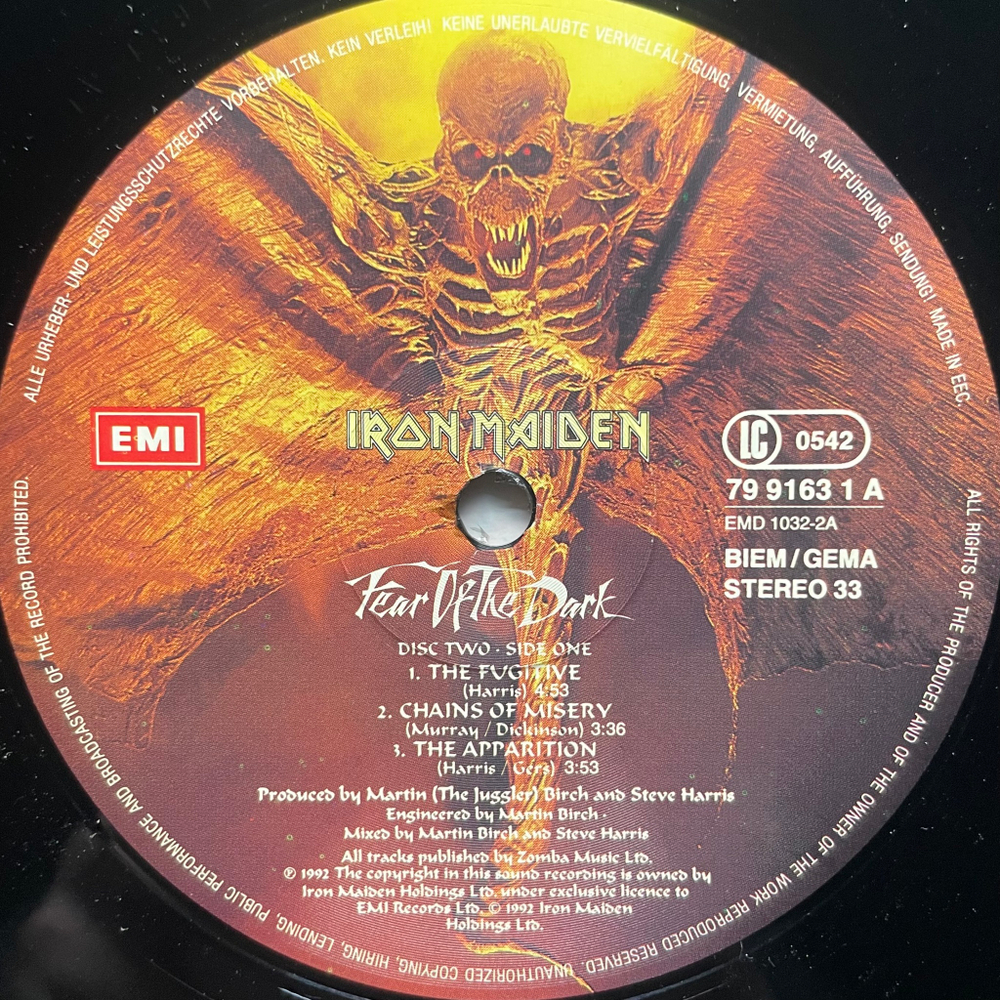 ALLE URHEBER- UND LEISTUNGSSCHUTZRECHTE VORBEHALTEN. KEIN VERLEIH! KEINE UNERLAUBTE VERVIELFÄLTIGUNG, VERMIETUNG, AUFFÜHRUNG, SENDUNG! MADE IN EEC.
EMI
IRON MAIDEN
LC 0542
79 9163 1 A
EMD 1032-2A
BIEM / GEMA
STEREO 33
Fear Of The Dark
DISC TWO · SIDE ONE
1. THE FUGITIVE
(Harris) 4:53
2. CHAINS OF MISERY
(Murray / Dickinson) 3:36
3. THE APPARITION
(Harris / Gers) 3:53
Produced by Martin (The Juggler) Birch and Steve Harris
Engineered by Martin Birch ·
Mixed by Martin Birch and Steve Harris
All tracks published by Zomba Music Ltd.
℗ 1992 The copyright in this sound recording is owned by
Iron Maiden Holdings Ltd. under exclusive licence to
EMI Records Ltd. © 1992 Iron Maiden
Holdings Ltd.
ALL RIGHTS OF THE PRODUCER AND OF THE OWNER OF THE WORK REPRODUCED RESERVED. UNAUTHORIZED COPYING, HIRING, LENDING, PUBLIC PERFORMANCE AND BROADCASTING OF THE RECORD PROHIBITED.